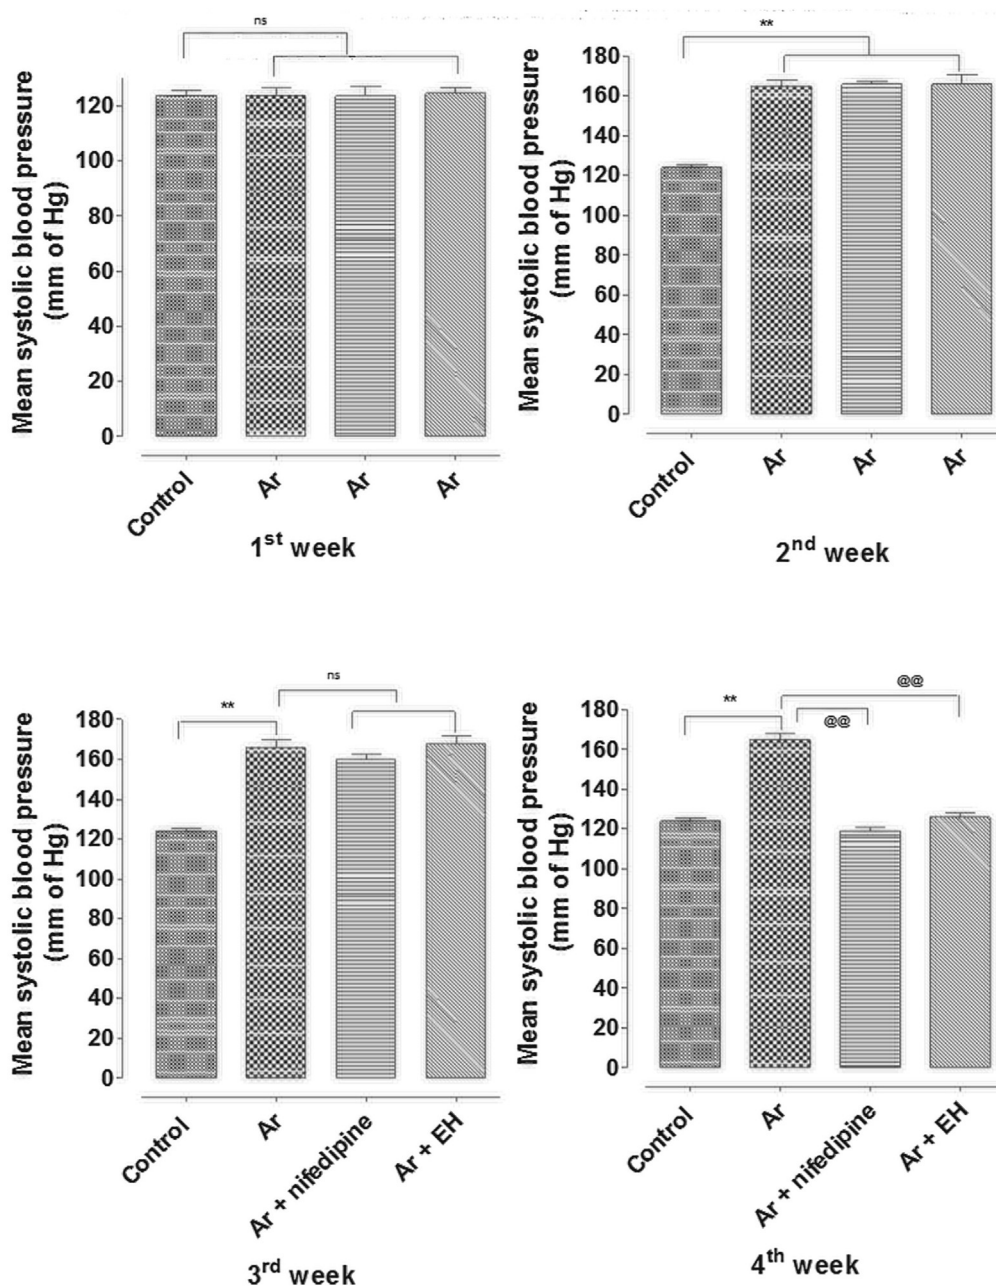 ns
Mean systolic blood pressure
(mm of Hg)
120
100
80
60
40
20
0
Control
Ar
Ar
Ar
1st week
**
Mean systolic blood pressure
(mm of Hg)
180
160
140
120
100
80
60
40
20
0
Control
Ar
Ar
Ar
2nd week
ns
**
Mean systolic blood pressure
(mm of Hg)
180
160
140
120
100
80
60
40
20
0
Control
Ar
Ar + nifedipine
Ar + EH
3rd week
@@
**
@@
Mean systolic blood pressure
(mm of Hg)
180
160
140
120
100
80
60
40
20
0
Control
Ar
Ar + nifedipine
Ar + EH
4th week